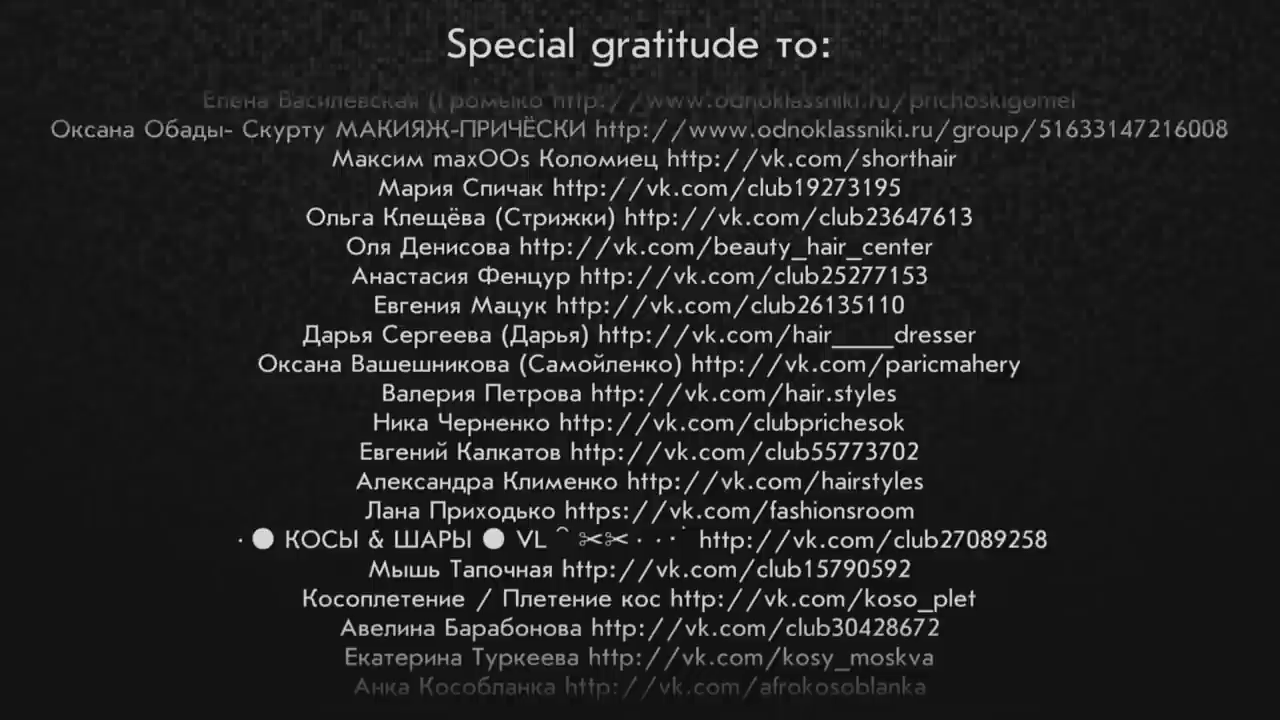 Special gratitude to:
Елена Василевская (Громыко http://www.odnoklassniki.ru/prichoskigomel
Оксана Обады- Скурту МАКИЯЖ-ПРИЧЁСКИ http://www.odnoklassniki.ru/group/51633147216008
Максим maxOOs Коломиец http://vk.com/shorthair
Мария Спичак http://vk.com/club19273195
Ольга Клещёва (Стрижки) http://vk.com/club23647613
Оля Денисова http://vk.com/beauty_hair_center
Анастасия Фенцур http://vk.com/club25277153
Евгения Мацук http://vk.com/club26135110
Дарья Сергеева (Дарья) http://vk.com/hair_____dresser
Оксана Вашешникова (Самойленко) http://vk.com/paricmahery
Валерия Петрова http://vk.com/hair.styles
Ника Черненко http://vk.com/clubprichesok
Евгений Калкатов http://vk.com/club55773702
Александра Клименко http://vk.com/hairstyles
Лана Приходько https://vk.com/fashionsroom
· ● КОСЫ & ШАРЫ ● VL ⌒ ✂✂ · · ·˙ http://vk.com/club27089258
Мышь Тапочная http://vk.com/club15790592
Косоплетение / Плетение кос http://vk.com/koso_plet
Авелина Барабонова http://vk.com/club30428672
Екатерина Туркеева http://vk.com/kosy_moskva
Анка Кособланка http://vk.com/afrokosoblanka